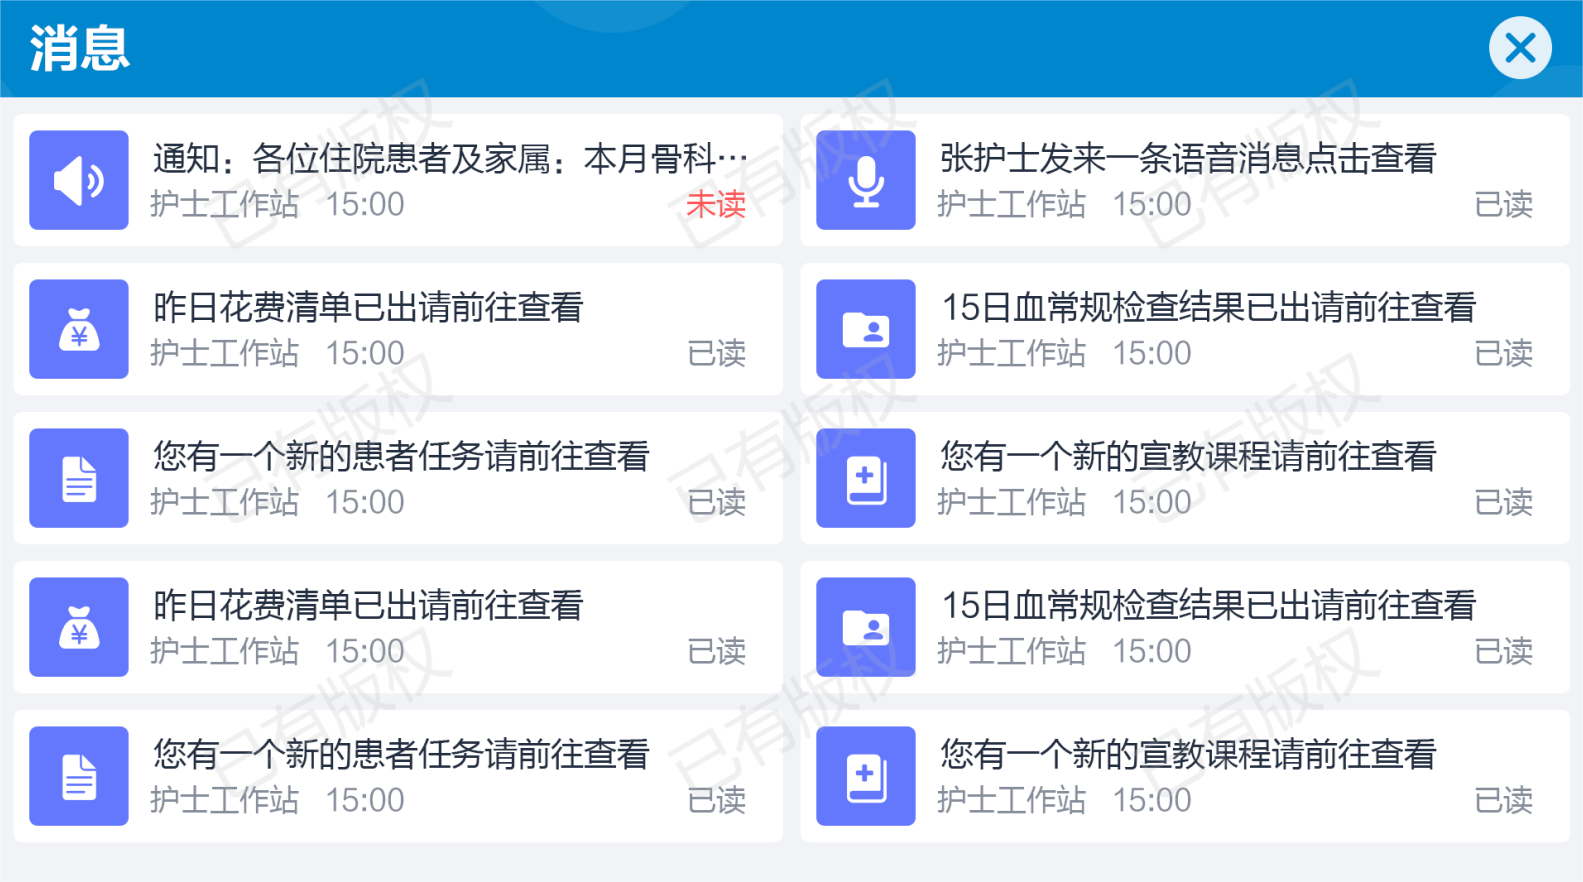 消息
通知：各位住院患者及家属：本月骨科…
护士工作站 15:00 未读
张护士发来一条语音消息点击查看
护士工作站 15:00 已读
昨日花费清单已出请前往查看
护士工作站 15:00 已读
15日血常规检查结果已出请前往查看
护士工作站 15:00 已读
您有一个新的患者任务请前往查看
护士工作站 15:00 已读
您有一个新的宣教课程请前往查看
护士工作站 15:00 已读
昨日花费清单已出请前往查看
护士工作站 15:00 已读
15日血常规检查结果已出请前往查看
护士工作站 15:00 已读
您有一个新的患者任务请前往查看
护士工作站 15:00 已读
您有一个新的宣教课程请前往查看
护士工作站 15:00 已读
已有版权
已有版权
已有版权
已有版权
已有版权
已有版权
已有版权
已有版权
已有版权